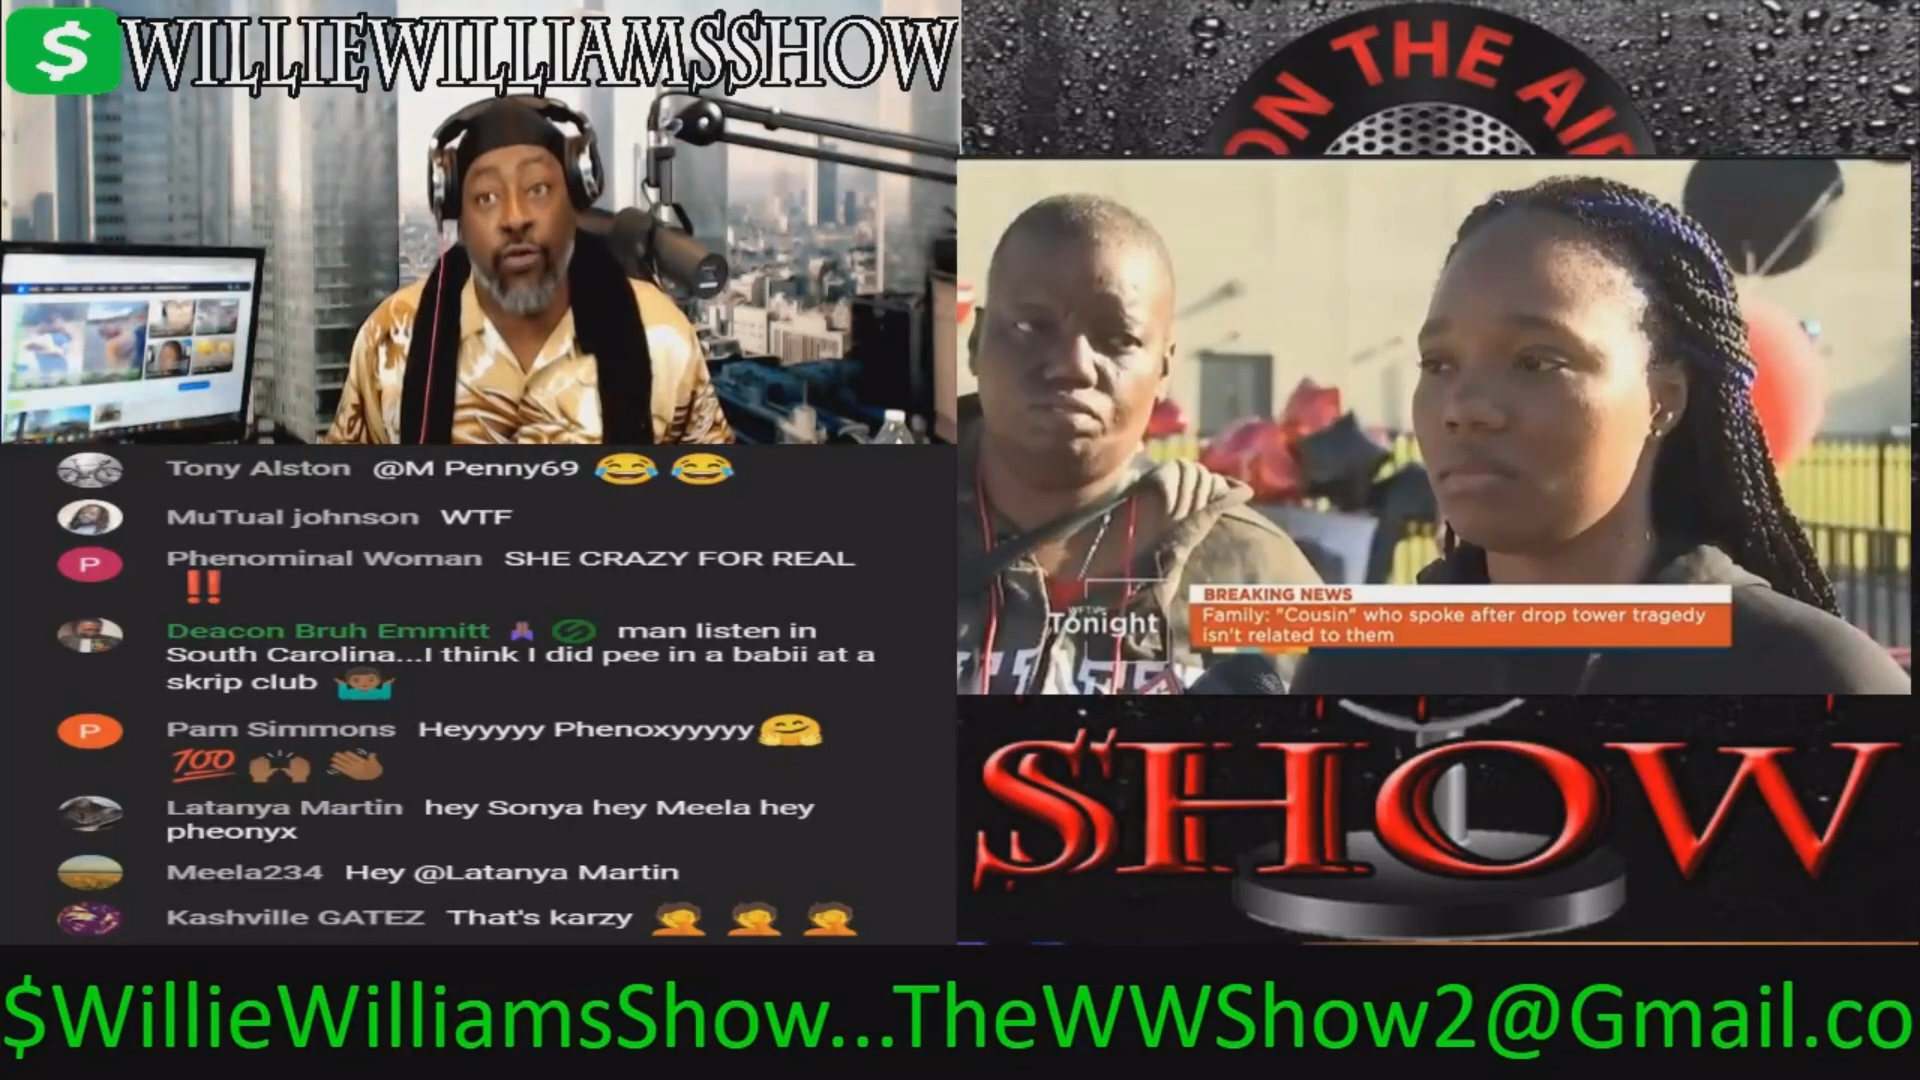 $ WILLIEWILLIAMSSHOW
ON THE AIR
Tony Alston @M Penny69 😂 😂
MuTual johnson WTF
P Phenominal Woman SHE CRAZY FOR REAL
‼️
Deacon Bruh Emmitt man listen in
South Carolina...I think I did pee in a babii at a
skrip club 🤷🏾‍♂️
P Pam Simmons Heyyyyy Phenoxyyyyy🤗
💯 🙌🏾 👏🏾
Latanya Martin hey Sonya hey Meela hey
pheonyx
Meela234 Hey @Latanya Martin
Kashville GATEZ That's karzy 🤦 🤦 🤦
Tonight
BREAKING NEWS
Family: "Cousin" who spoke after drop tower tragedy
isn't related to them
SHOW
$WillieWilliamsShow...TheWWShow2@Gmail.co